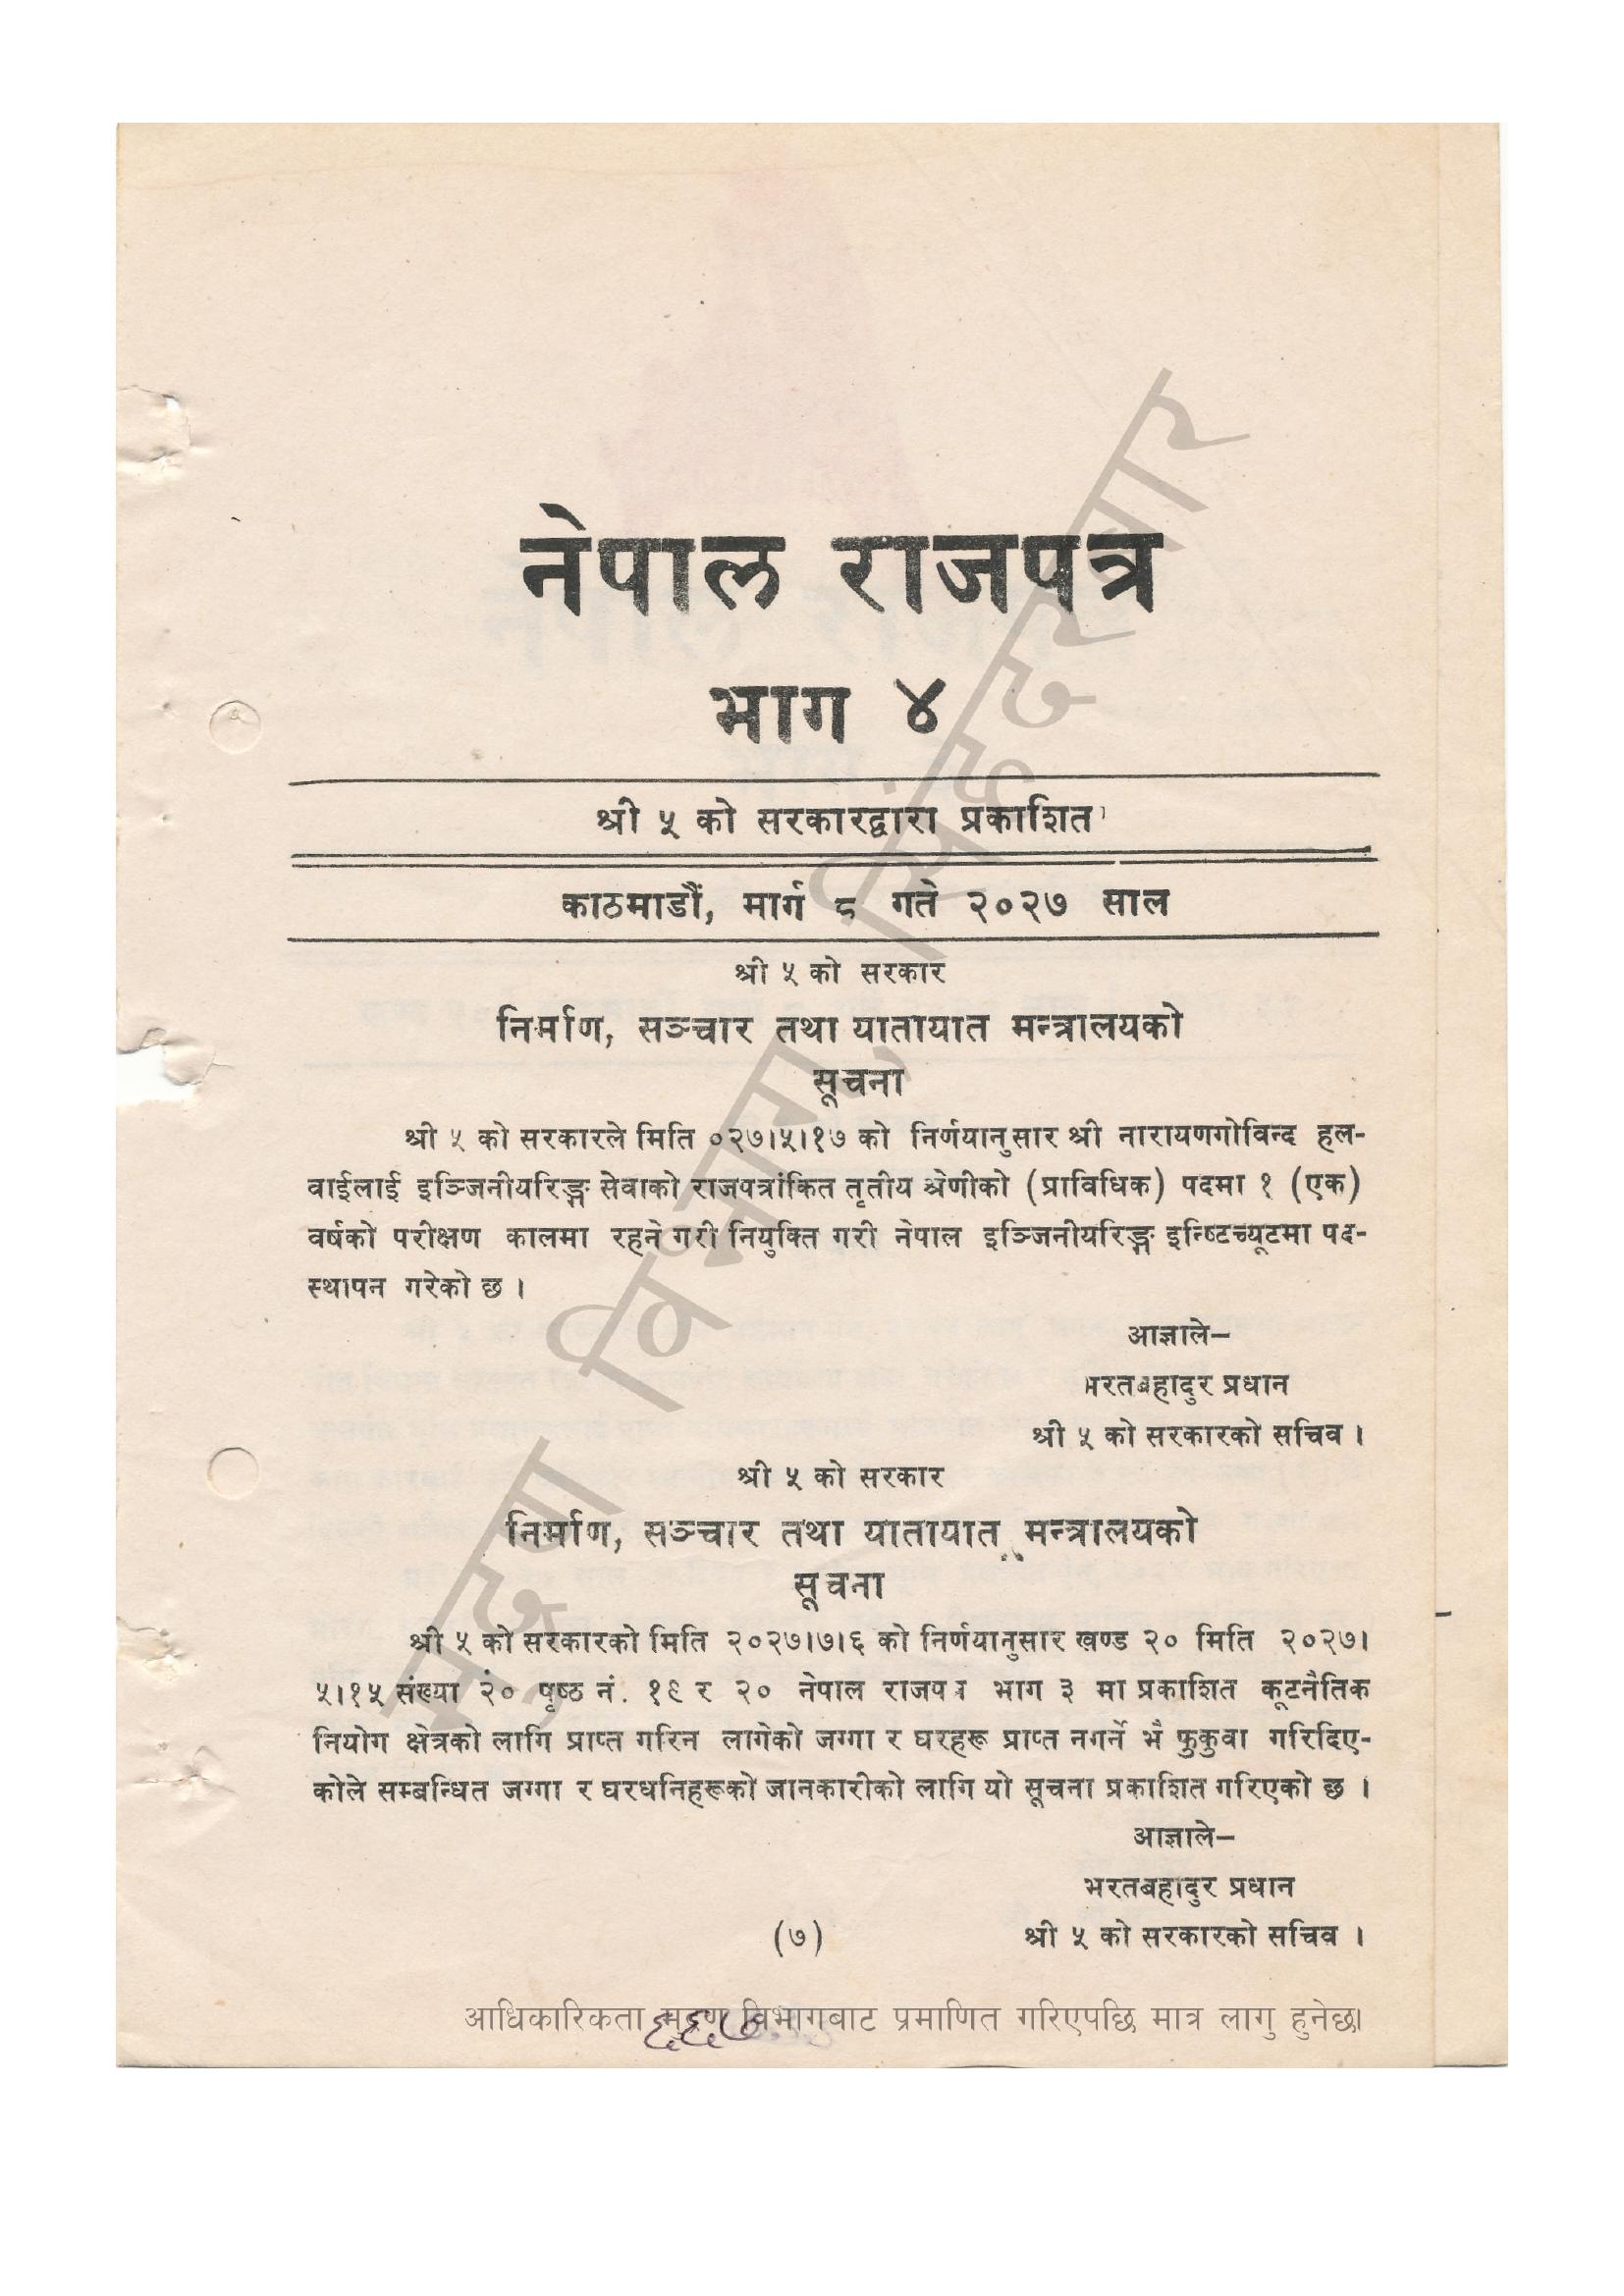 नेपाल राजपत्र
भाग ४
श्री ५ को सरकारद्वारा प्रकाशित
काठमाडौं, मार्ग ८ गते २०२७ साल
श्री ५ को सरकार
निर्माण, सञ्चार तथा यातायात मन्त्रालयको
सूचना
श्री ५ को सरकारले मिति ०२७।५।१७ को निर्णयानुसार श्री नारायणगोविन्द हल-
वाईलाई इञ्जिनीयरिङ्ग सेवाको राजपत्रांकित तृतीय श्रेणीको (प्राविधिक) पदमा १ (एक)
वर्षको परीक्षण कालमा रहने गरी नियुक्ति गरी नेपाल इञ्जिनीयरिङ्ग इन्ष्टिच्यूटमा पद-
स्थापन गरेको छ ।
आज्ञाले—
भरतबहादुर प्रधान
श्री ५ को सरकारको सचिव ।
श्री ५ को सरकार
निर्माण, सञ्चार तथा यातायात मन्त्रालयको
सूचना
श्री ५ को सरकारको मिति २०२७।७।६ को निर्णयानुसार खण्ड २० मिति २०२७।
५।१५ संख्या २० पृष्ठ नं. १९ र २० नेपाल राजपत्र भाग ३ मा प्रकाशित कूटनैतिक
नियोग क्षेत्रको लागि प्राप्त गरिन लागेको जग्गा र घरहरू प्राप्त नगर्ने भै फुकुवा गरिदिए-
कोले सम्बन्धित जग्गा र घरधनिहरूको जानकारीको लागि यो सूचना प्रकाशित गरिएको छ ।
आज्ञाले—
भरतबहादुर प्रधान
(७) श्री ५ को सरकारको सचिव ।
आधिकारिकता मुद्रण विभागबाट प्रमाणित गरिएपछि मात्र लागु हुनेछ।
६६७
मुद्रण विभाग, सिंहदरबार